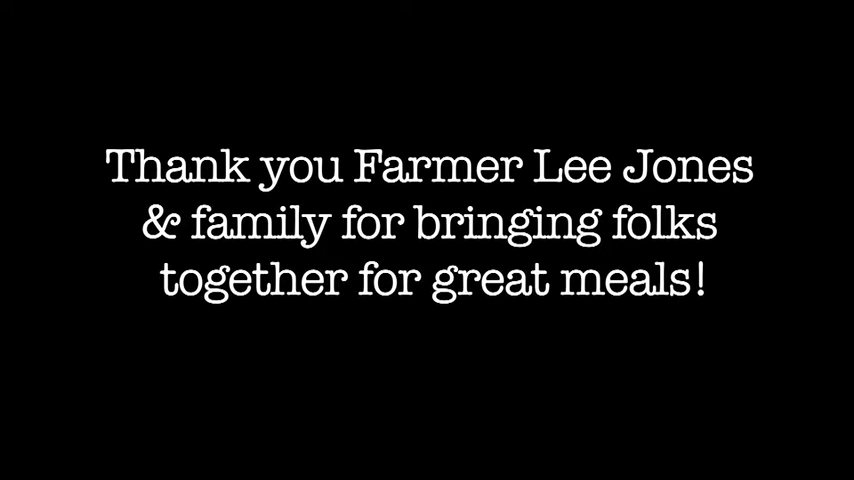 Thank you Farmer Lee Jones
& family for bringing folks
together for great meals!